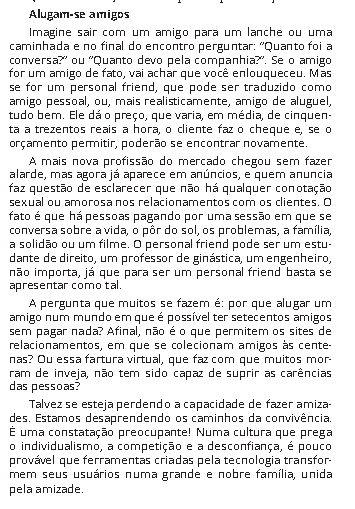 Alugam-se amigos
Imagine sair com um amigo para um lanche ou uma
caminhada e no final do encontro perguntar: “Quanto foi a
conversa?” ou “Quanto devo pela companhia?”. Se o amigo
for um amigo de fato, vai achar que você enlouqueceu. Mas
se for um personal friend, que pode ser traduzido como
amigo pessoal, ou, mais realisticamente, amigo de aluguel,
tudo bem. Ele dá o preço, que varia, em média, de cinquen-
ta a trezentos reais a hora, o cliente faz o cheque e, se o
orçamento permitir, poderão se encontrar novamente.
A mais nova profissão do mercado chegou sem fazer
alarde, mas agora já aparece em anúncios, e quem anuncia
faz questão de esclarecer que não há qualquer conotação
sexual ou amorosa nos relacionamentos com os clientes. O
fato é que há pessoas pagando por uma sessão em que se
conversa sobre a vida, o pôr do sol, os problemas, a família,
a solidão ou um filme. O personal friend pode ser um estu-
dante de direito, um professor de ginástica, um engenheiro,
não importa, já que para ser um personal friend basta se
apresentar como tal.
A pergunta que muitos se fazem é: por que alugar um
amigo num mundo em que é possível ter setecentos amigos
sem pagar nada? Afinal, não é o que permitem os sites de
relacionamentos, em que se colecionam amigos às cente-
nas? Ou essa fartura virtual, que faz com que muitos mor-
ram de inveja, não tem sido capaz de suprir as carências
das pessoas?
Talvez se esteja perdendo a capacidade de fazer amiza-
des. Estamos desaprendendo os caminhos da convivência.
É uma constatação preocupante! Numa cultura que prega
o individualismo, a competição e a desconfiança, é pouco
provável que ferramentas criadas pela tecnologia transfor-
mem seus usuários numa grande e nobre família, unida
pela amizade.